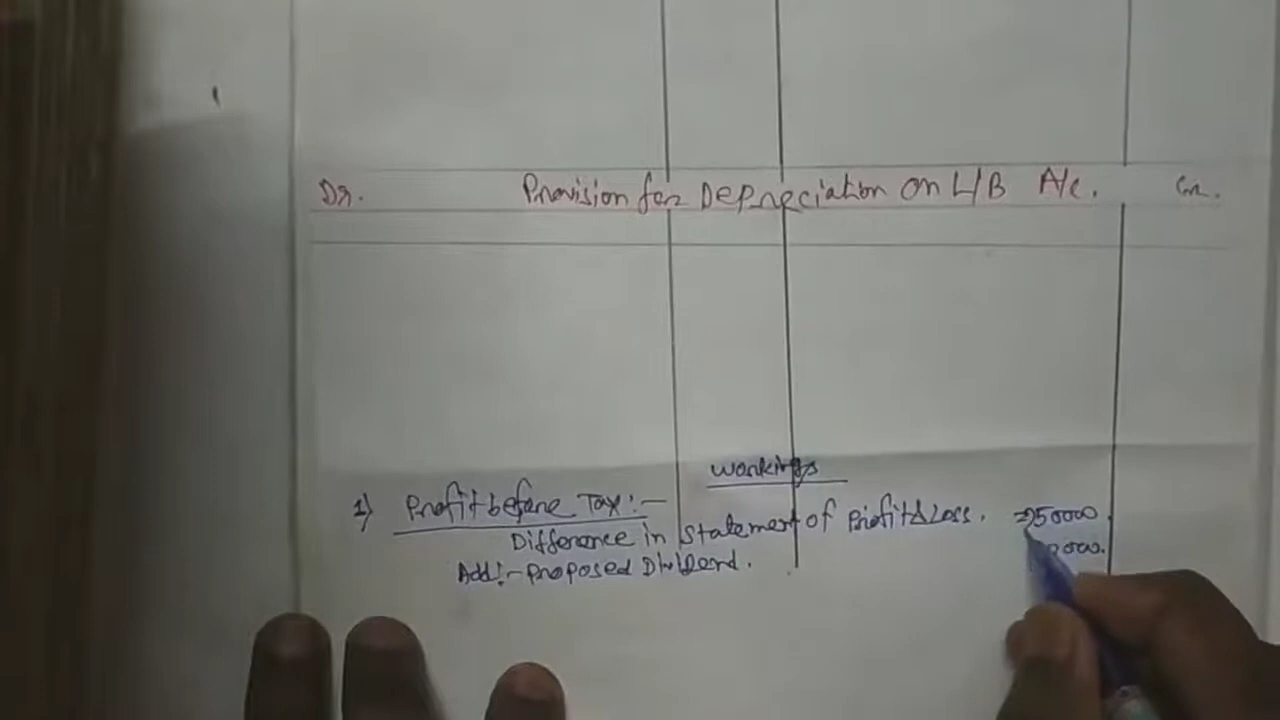 Dr. Provision for Depreciation on L/B A/c. Cr.
Workings
1) Profit before Tax:-
Difference in Statement of Profit & Loss.
Add:- Proposed Dividend.